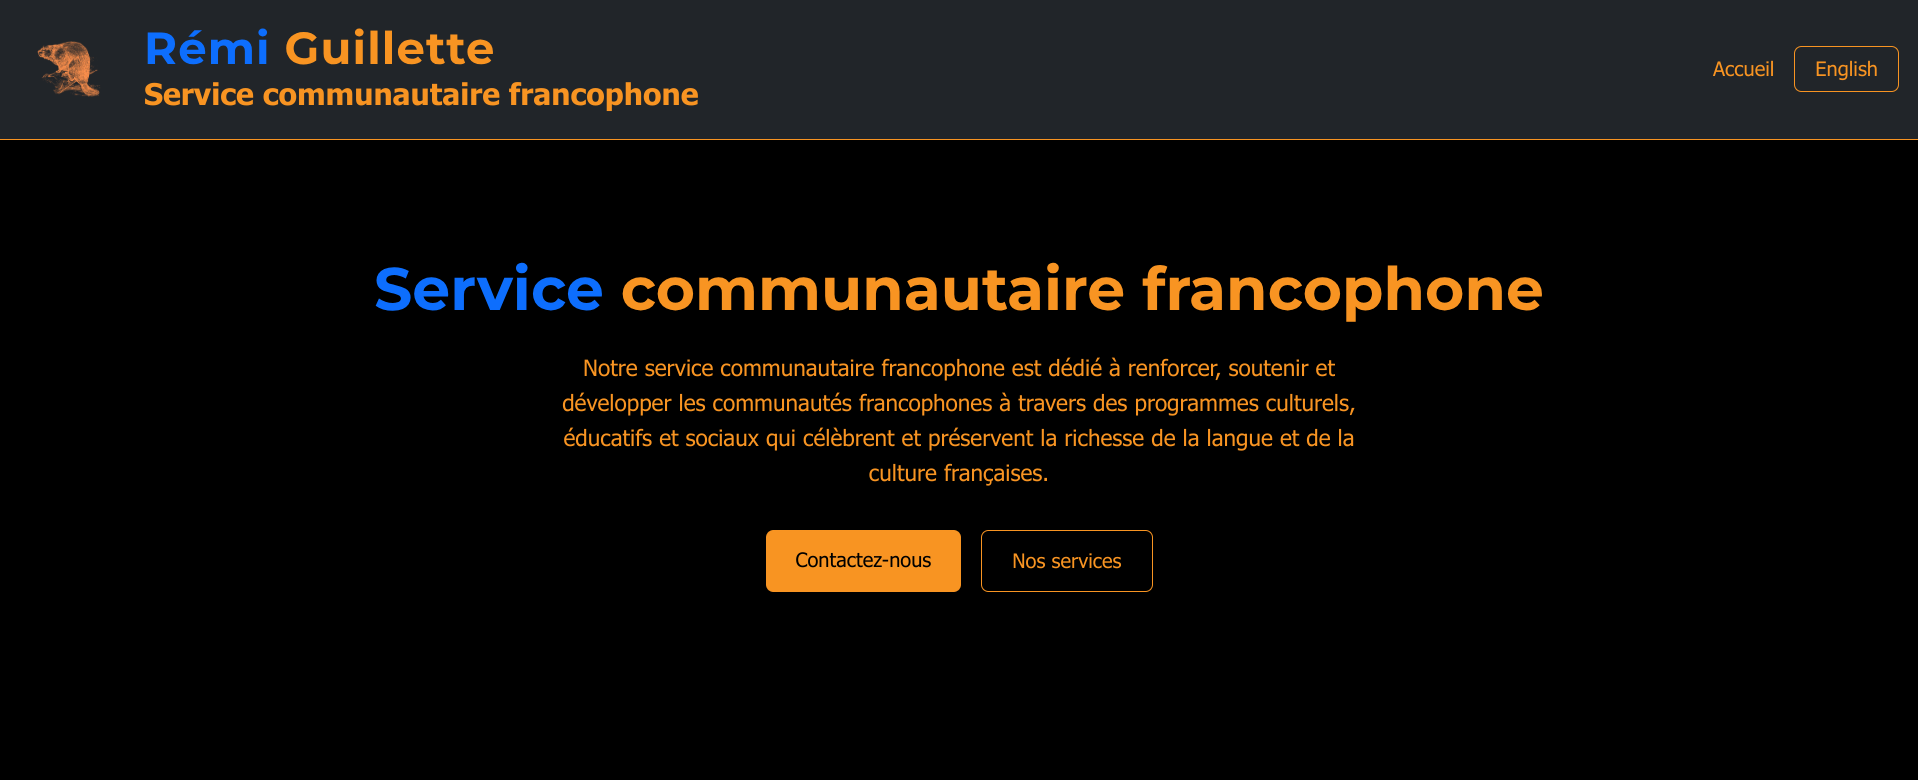 Rémi Guillette
Service communautaire francophone
Accueil
English
Service communautaire francophone
Notre service communautaire francophone est dédié à renforcer, soutenir et
développer les communautés francophones à travers des programmes culturels,
éducatifs et sociaux qui célèbrent et préservent la richesse de la langue et de la
culture françaises.
Contactez-nous
Nos services